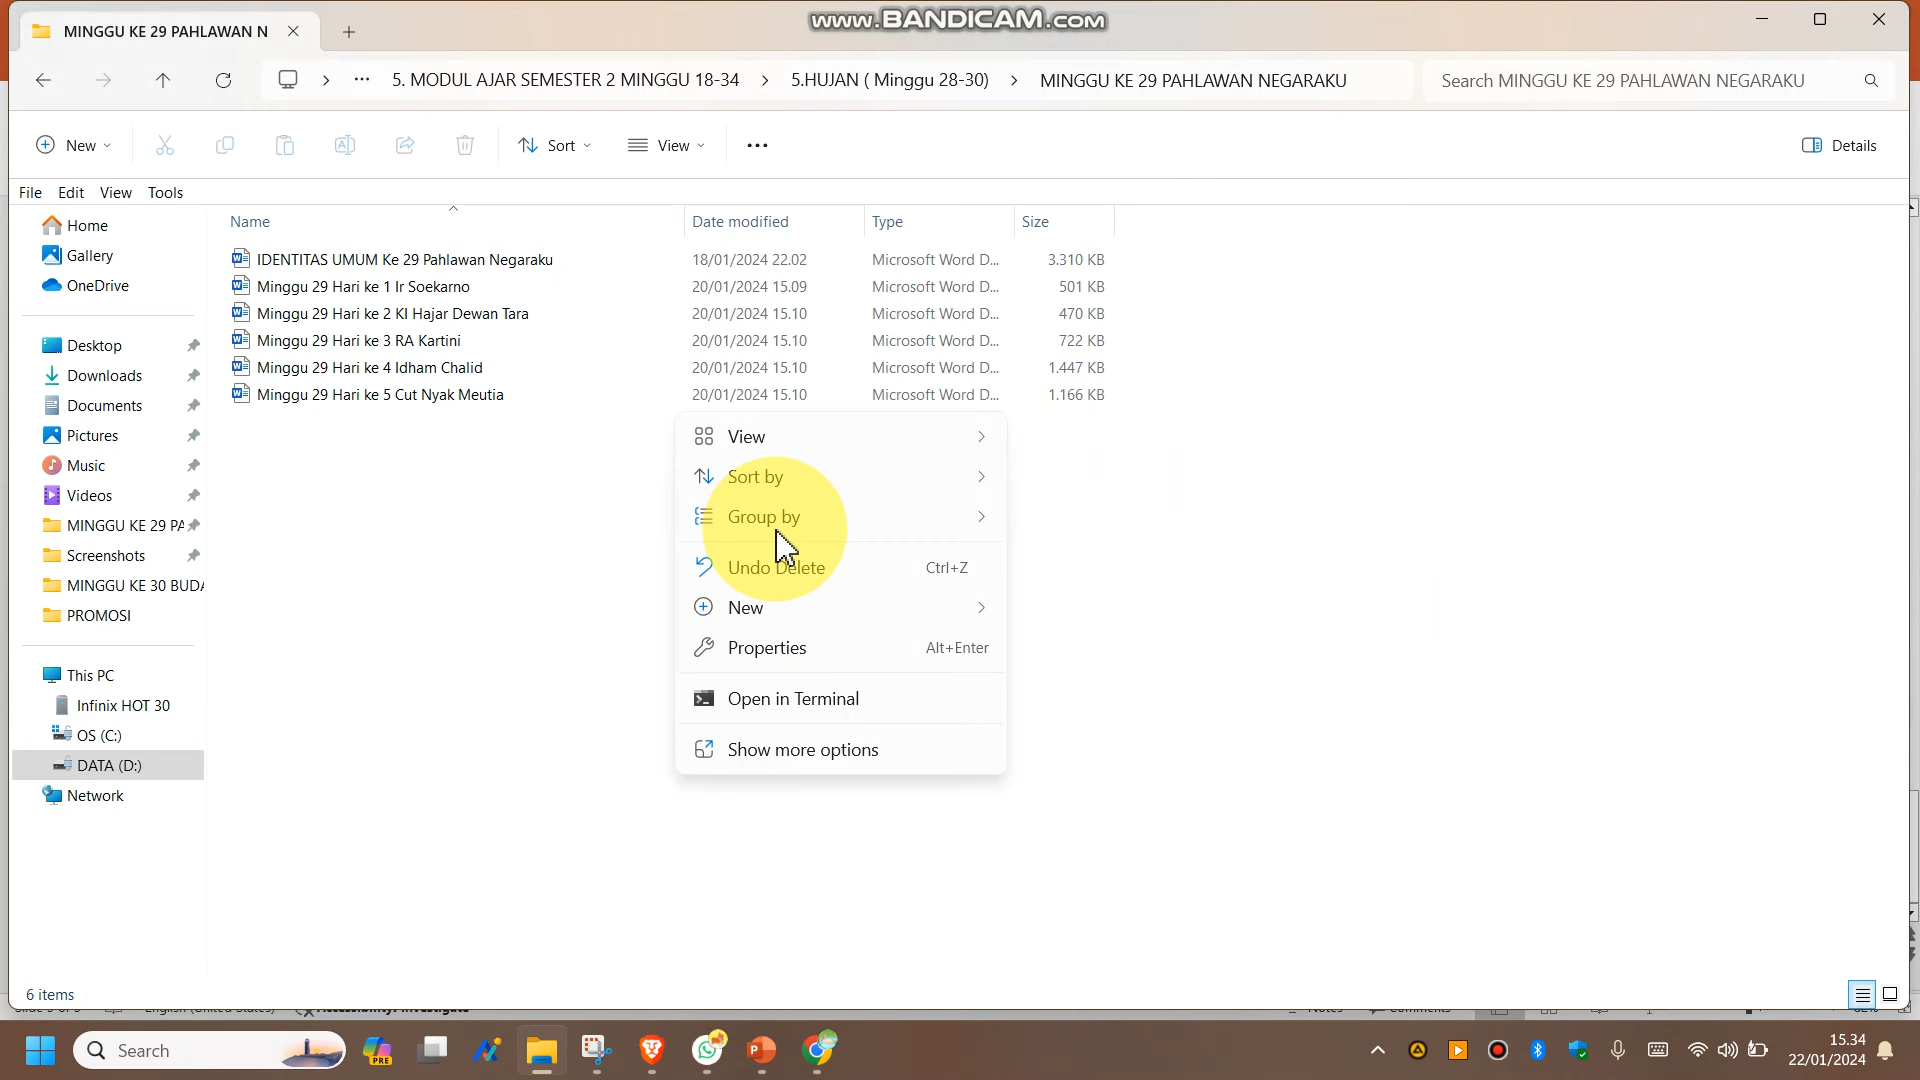 MINGGU KE 29 PAHLAWAN N
www.BANDICAM.com
5. MODUL AJAR SEMESTER 2 MINGGU 18-34 > 5.HUJAN ( Minggu 28-30) > MINGGU KE 29 PAHLAWAN NEGARAKU
Search MINGGU KE 29 PAHLAWAN NEGARAKU
New
Sort
View
Details
File Edit View Tools
Name Date modified Type Size
IDENTITAS UMUM Ke 29 Pahlawan Negaraku 18/01/2024 22.02 Microsoft Word D... 3.310 KB
Minggu 29 Hari ke 1 Ir Soekarno 20/01/2024 15.09 Microsoft Word D... 501 KB
Minggu 29 Hari ke 2 KI Hajar Dewan Tara 20/01/2024 15.10 Microsoft Word D... 470 KB
Minggu 29 Hari ke 3 RA Kartini 20/01/2024 15.10 Microsoft Word D... 722 KB
Minggu 29 Hari ke 4 Idham Chalid 20/01/2024 15.10 Microsoft Word D... 1.447 KB
Minggu 29 Hari ke 5 Cut Nyak Meutia 20/01/2024 15.10 Microsoft Word D... 1.166 KB
Home
Gallery
OneDrive
Desktop
Downloads
Documents
Pictures
Music
Videos
MINGGU KE 29 PA
Screenshots
MINGGU KE 30 BUDA
PROMOSI
This PC
Infinix HOT 30
OS (C:)
DATA (D:)
Network
View
Sort by
Group by
Undo Delete Ctrl+Z
New
Properties Alt+Enter
Open in Terminal
Show more options
6 items
Search
PRE
15.34
22/01/2024